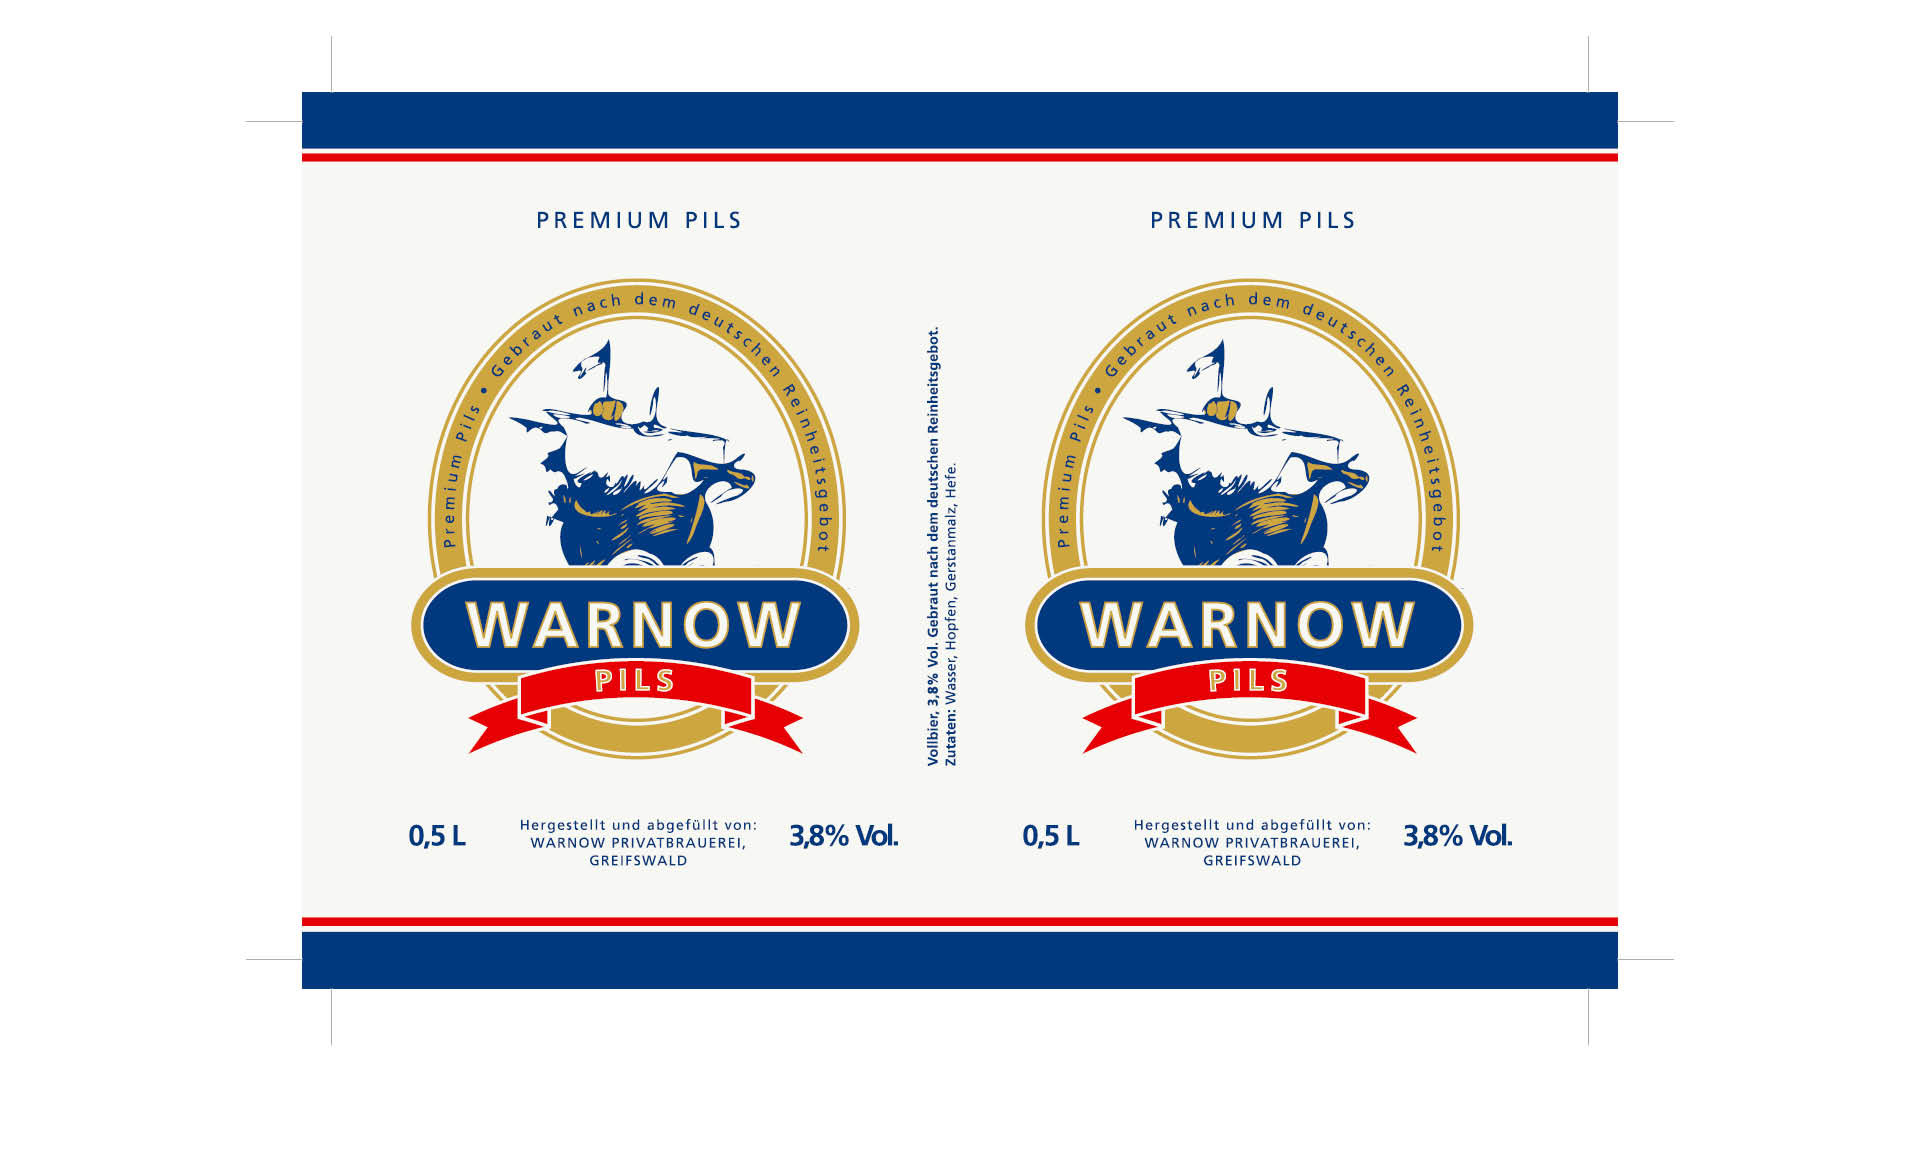 PREMIUM PILS
Premium Pils • Gebraut nach dem deutschen Reinheitsgebot
WARNOW
PILS
0,5 L
Hergestellt und abgefüllt von:
WARNOW PRIVATBRAUEREI,
GREIFSWALD
3,8% Vol.
Vollbier, 3,8% Vol. Gebraut nach dem deutschen Reinheitsgebot.
Zutaten: Wasser, Hopfen, Gerstanmalz, Hefe.
PREMIUM PILS
Premium Pils • Gebraut nach dem deutschen Reinheitsgebot
WARNOW
PILS
0,5 L
Hergestellt und abgefüllt von:
WARNOW PRIVATBRAUEREI,
GREIFSWALD
3,8% Vol.